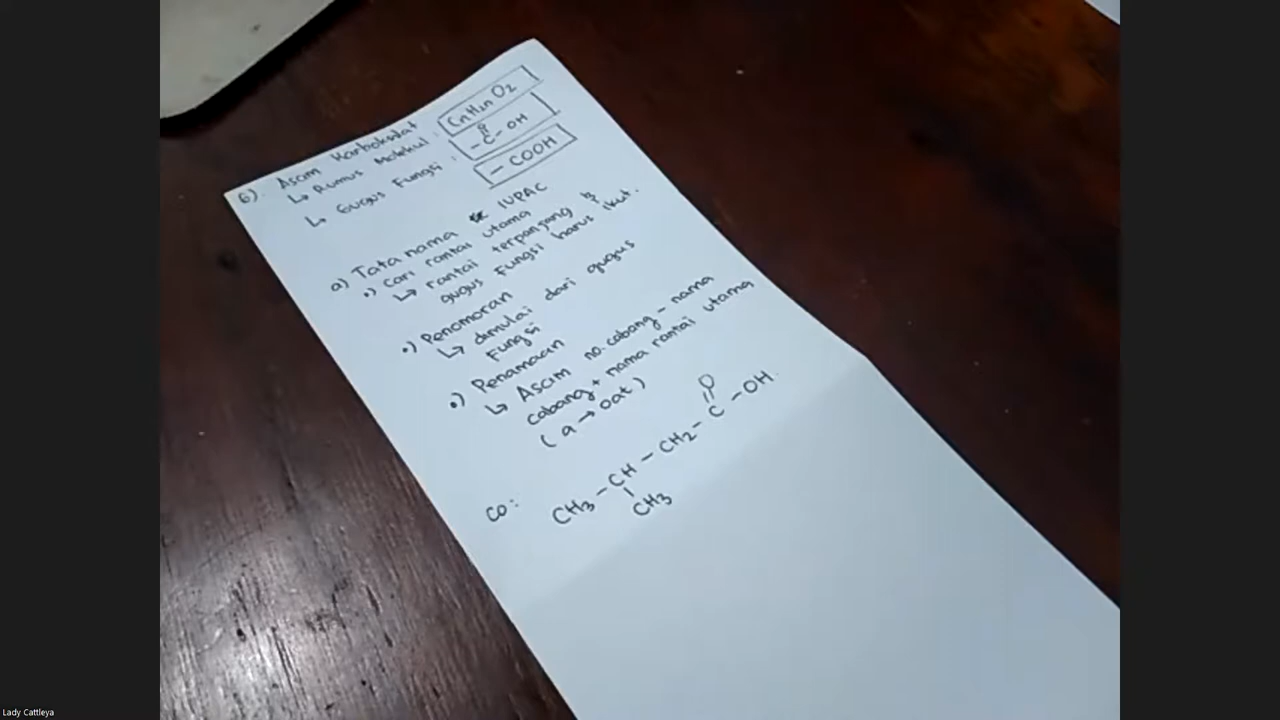 6). Asam Karboksilat
↳ Rumus Molekul : CnH2nO2
↳ Gugus Fungsi :
O
||
- C - OH
- COOH
a) Tatanama IUPAC
•) Cari rantai utama
↳ rantai terpanjang &
gugus fungsi harus ikut.
•) Penomoran
↳ dimulai dari gugus
Fungsi
•) Penamaan
↳ Asam no. cabang - nama
cabang + nama rantai utama
( a → oat )
O
||
CO: CH3 - CH - CH2 - C - OH
|
CH3
Lady Cattleya